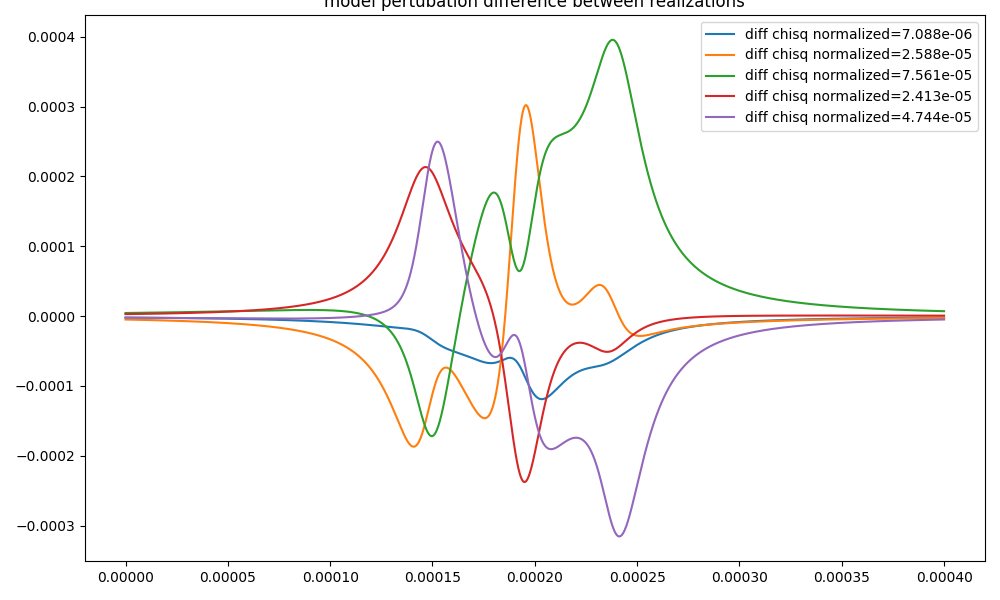 model pertubation difference between realizations
diff chisq normalized=7.088e-06
diff chisq normalized=2.588e-05
diff chisq normalized=7.561e-05
diff chisq normalized=2.413e-05
diff chisq normalized=4.744e-05
0.0004
0.0003
0.0002
0.0001
0.0000
−0.0001
−0.0002
−0.0003
0.00000 0.00005 0.00010 0.00015 0.00020 0.00025 0.00030 0.00035 0.00040